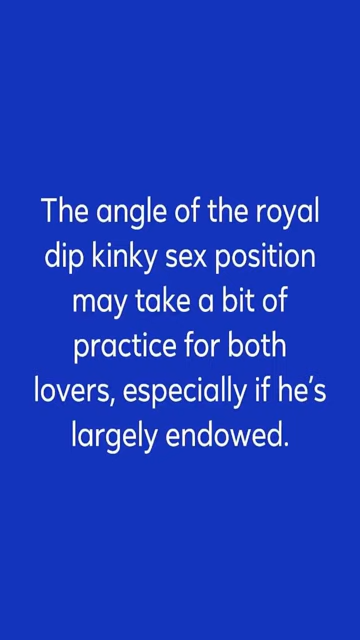 The angle of the royal
dip kinky sex position
may take a bit of
practice for both
lovers, especially if he’s
largely endowed.